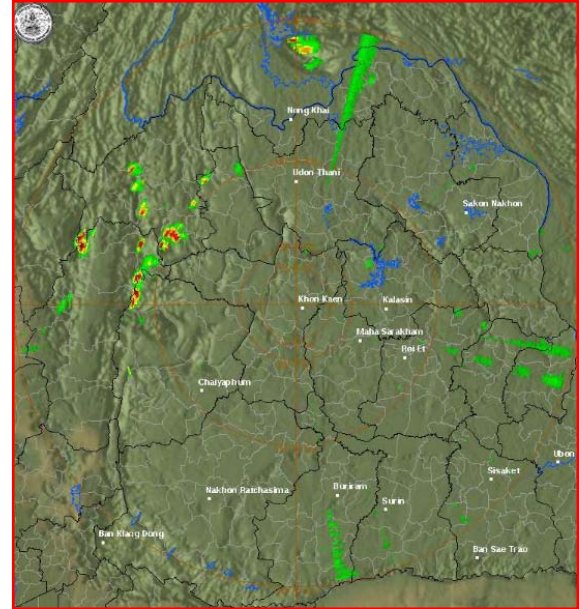 Nong Khai
Udon Thani
Sakon Nakhon
Khon Kaen
Kalasin
Maha Sarakham
Roi Et
Chaiyaphum
Ubon
Sisaket
Nakhon Ratchasima
Buriram
Surin
Ban Klang Dong
Ban Sae Trao